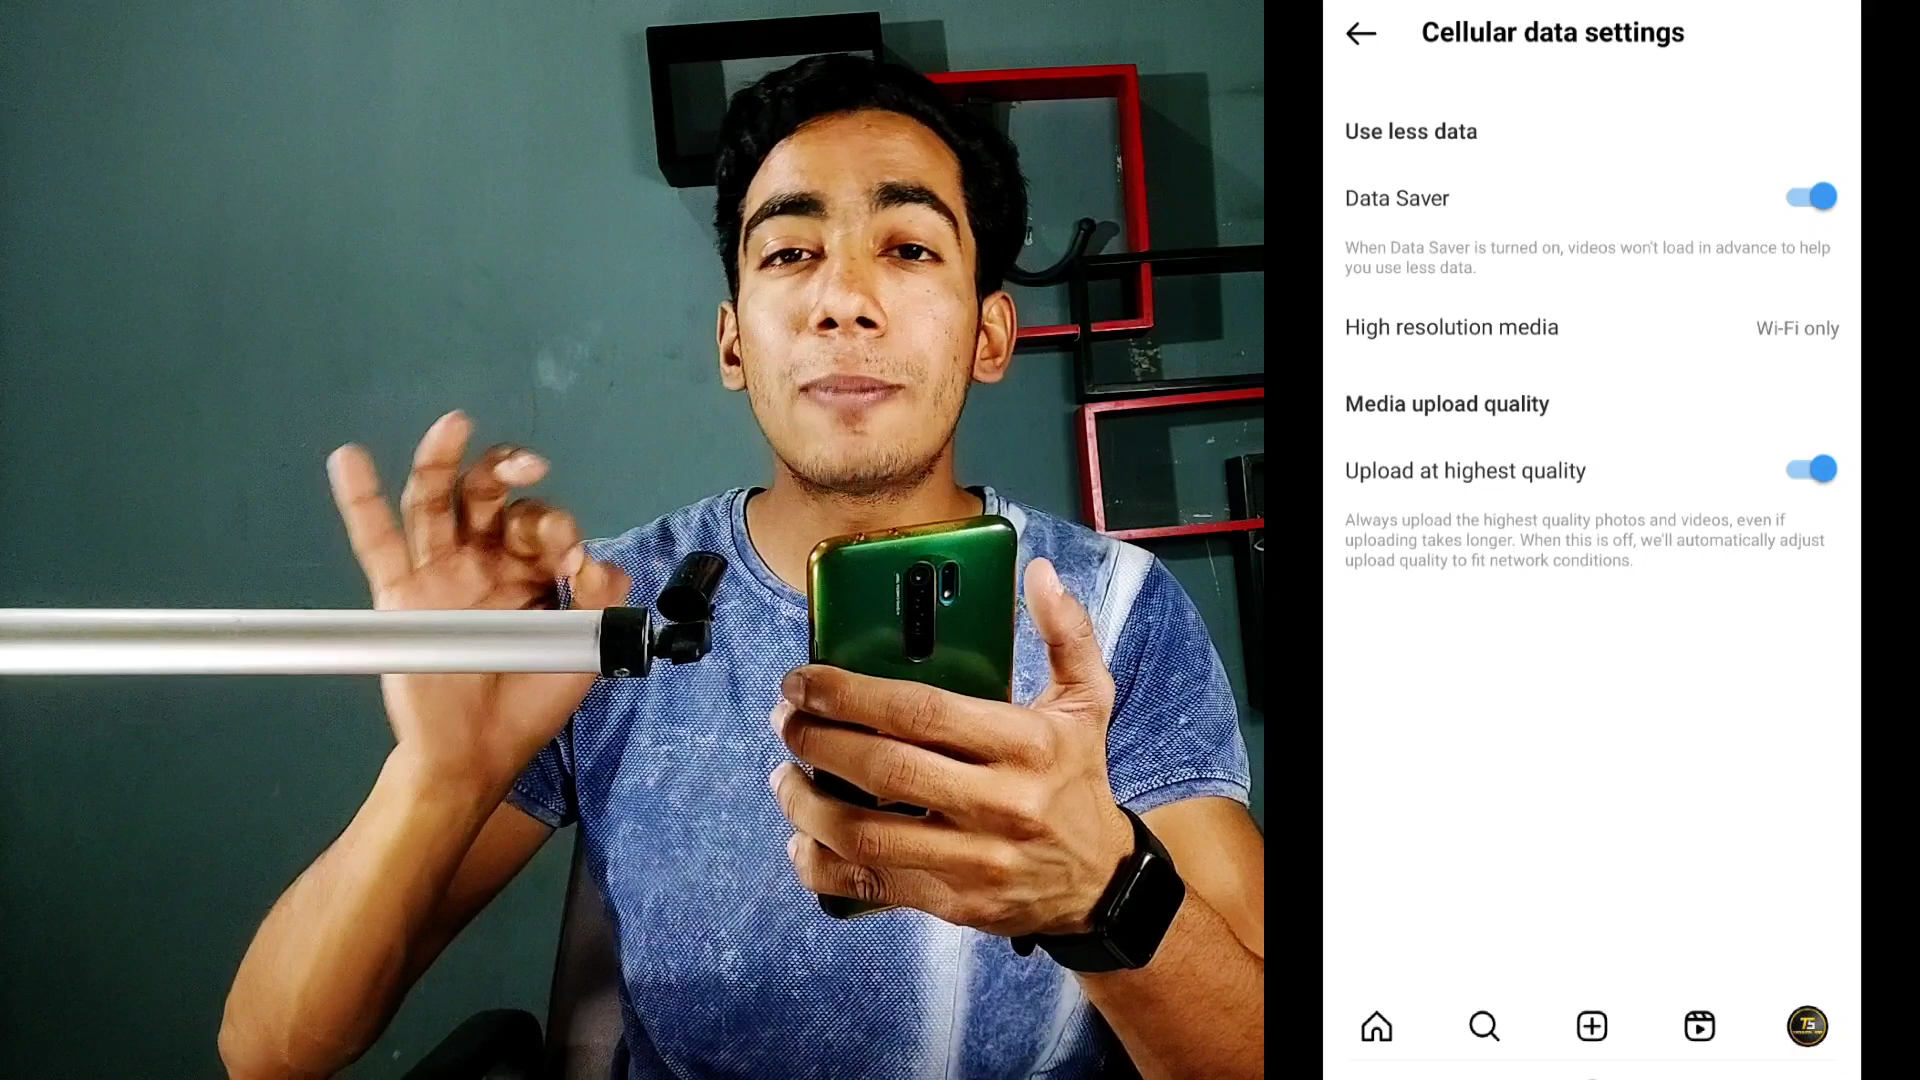 Cellular data settings
Use less data
Data Saver
When Data Saver is turned on, videos won't load in advance to help
you use less data.
High resolution media
Wi-Fi only
Media upload quality
Upload at highest quality
Always upload the highest quality photos and videos, even if
uploading takes longer. When this is off, we'll automatically adjust
upload quality to fit network conditions.
TS